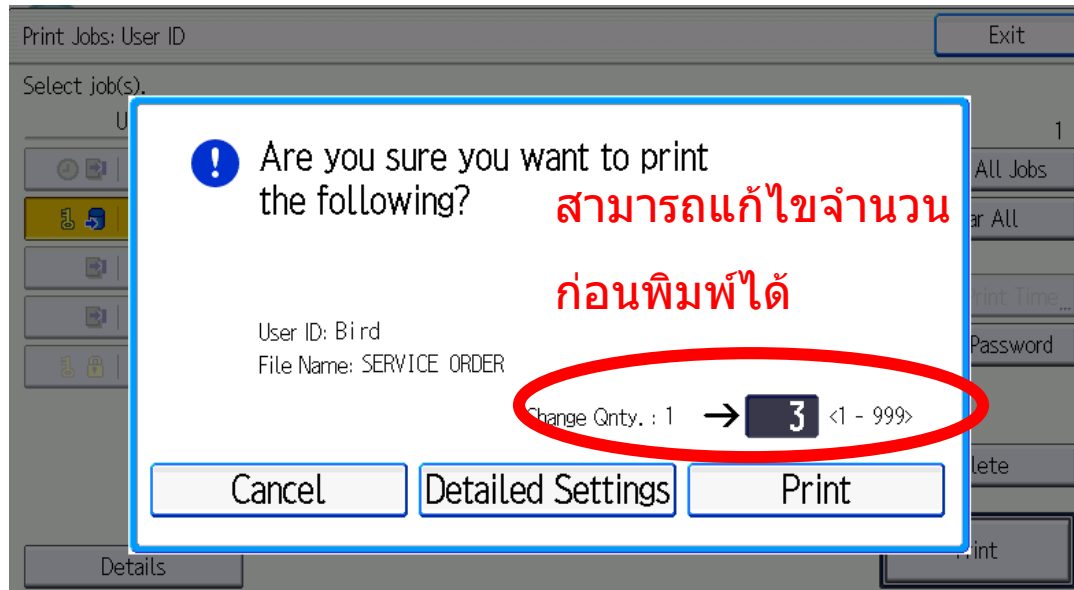 Print Jobs: User ID
Exit
Select job(s).
U
1
All Jobs
ar All
Print Time...
Password
lete
Print
Details
Are you sure you want to print
the following?
สามารถแก้ไขจำนวน
ก่อนพิมพ์ได้
User ID: Bird
File Name: SERVICE ORDER
Change Qnty. : 1 → 3 <1 - 999>
Cancel
Detailed Settings
Print